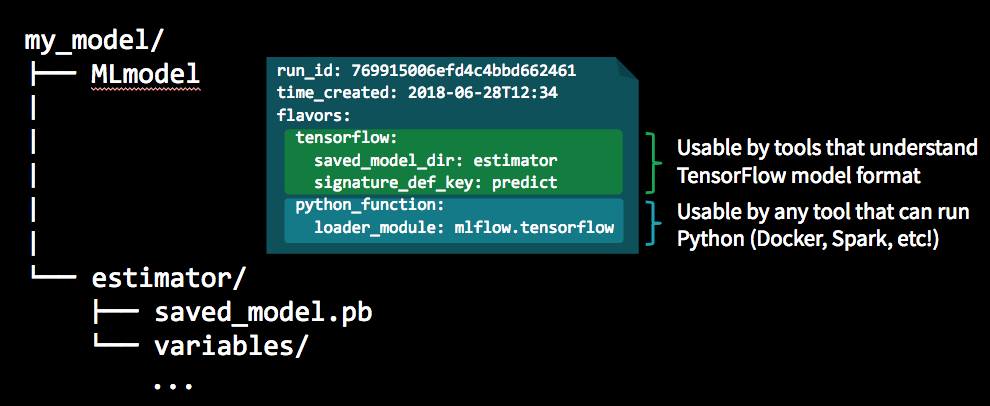 my_model/
├── MLmodel
run_id: 769915006efd4c4bbd662461
time_created: 2018-06-28T12:34
flavors:
tensorflow:
saved_model_dir: estimator
signature_def_key: predict
python_function:
loader_module: mlflow.tensorflow
Usable by tools that understand
TensorFlow model format
Usable by any tool that can run
Python (Docker, Spark, etc!)
└── estimator/
├── saved_model.pb
└── variables/
...